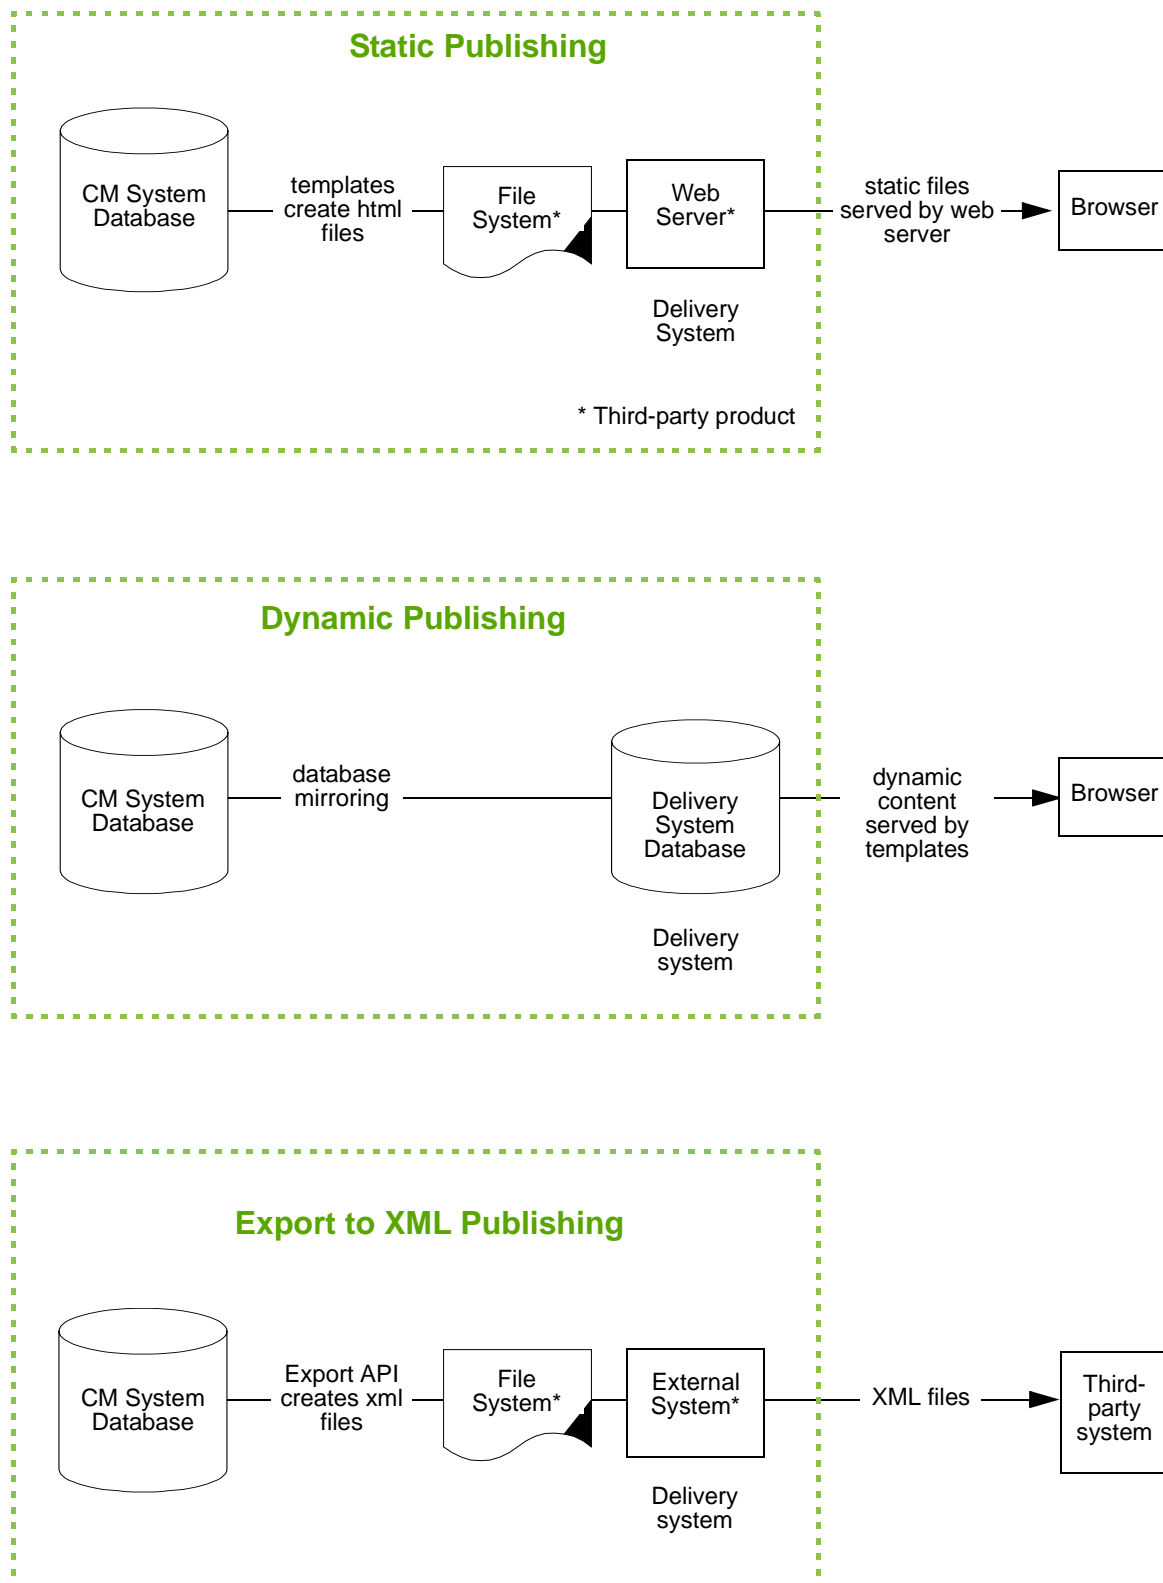 Static Publishing
CM System
Database
templates
create html
files
File
System*
Web
Server*
Delivery
System
static files
served by web
server
Browser
* Third-party product
Dynamic Publishing
CM System
Database
database
mirroring
Delivery
System
Database
Delivery
system
dynamic
content
served by
templates
Browser
Export to XML Publishing
CM System
Database
Export API
creates xml
files
File
System*
External
System*
Delivery
system
XML files
Third-
party
system